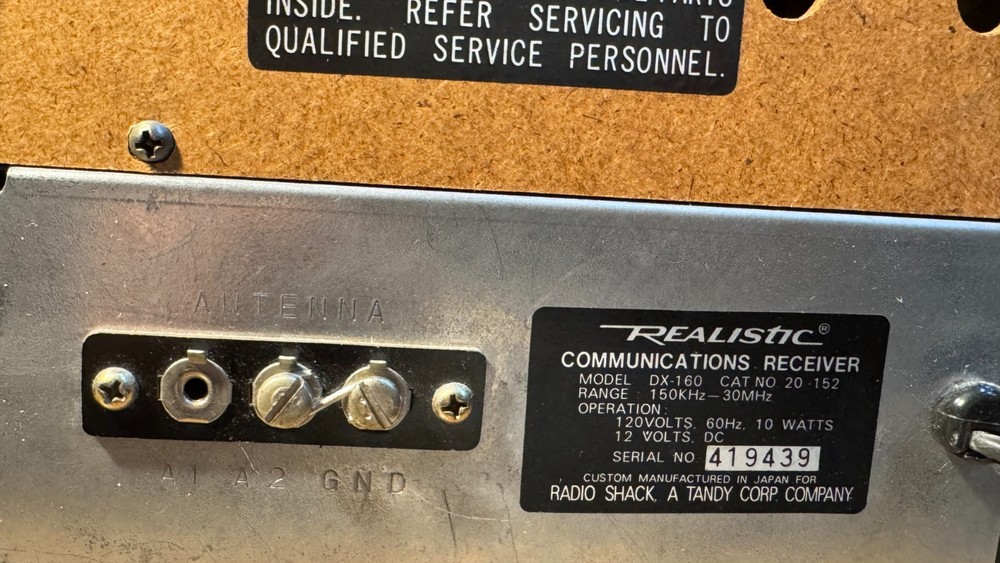 INSIDE. REFER SERVICING TO
QUALIFIED SERVICE PERSONNEL.
ANTENNA
A1 A2 GND
REALISTIC®
COMMUNICATIONS RECEIVER
MODEL DX-160 CAT NO 20-152
RANGE 150KHz-30MHz
OPERATION:
120VOLTS, 60Hz, 10 WATTS
12 VOLTS, DC
SERIAL NO 419439
CUSTOM MANUFACTURED IN JAPAN FOR
RADIO SHACK, A TANDY CORP. COMPANY